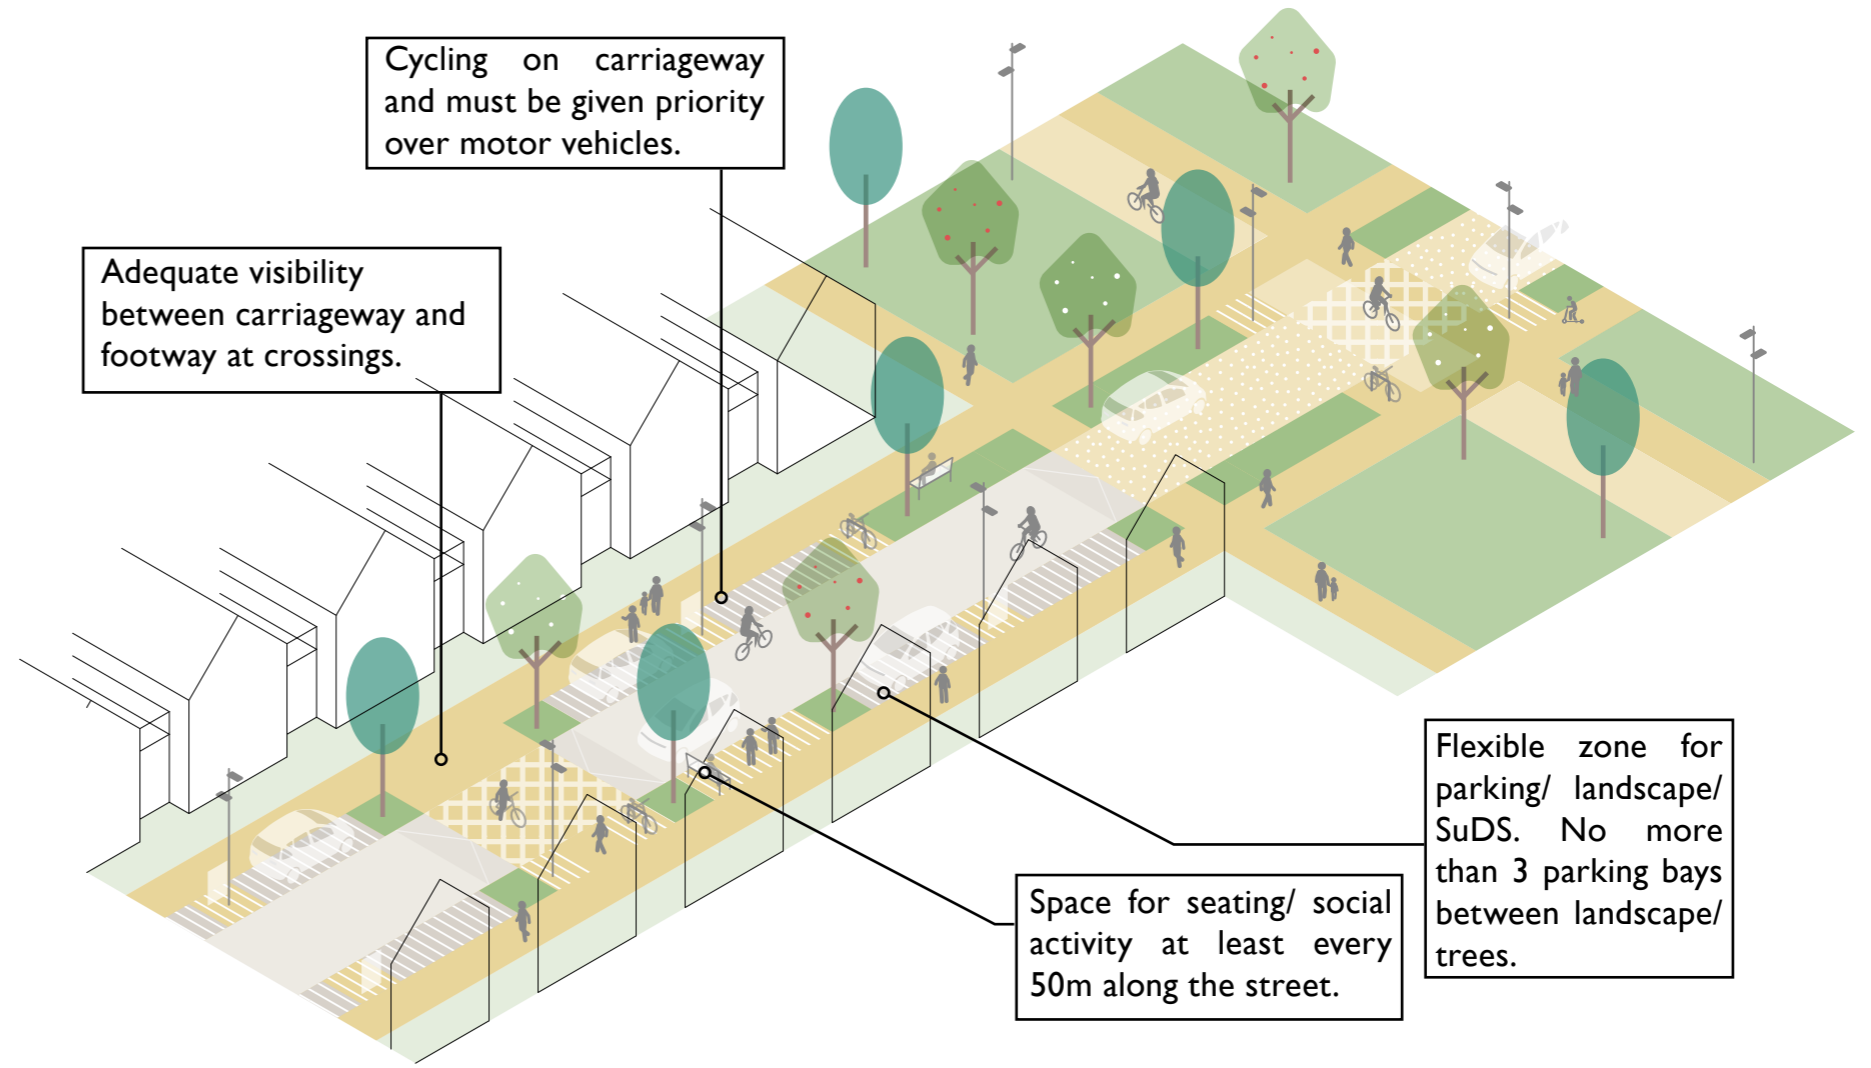 Cycling on carriageway
and must be given priority
over motor vehicles.
Adequate visibility
between carriageway and
footway at crossings.
Flexible zone for
parking/ landscape/
SuDS. No more
than 3 parking bays
between landscape/
trees.
Space for seating/ social
activity at least every
50m along the street.